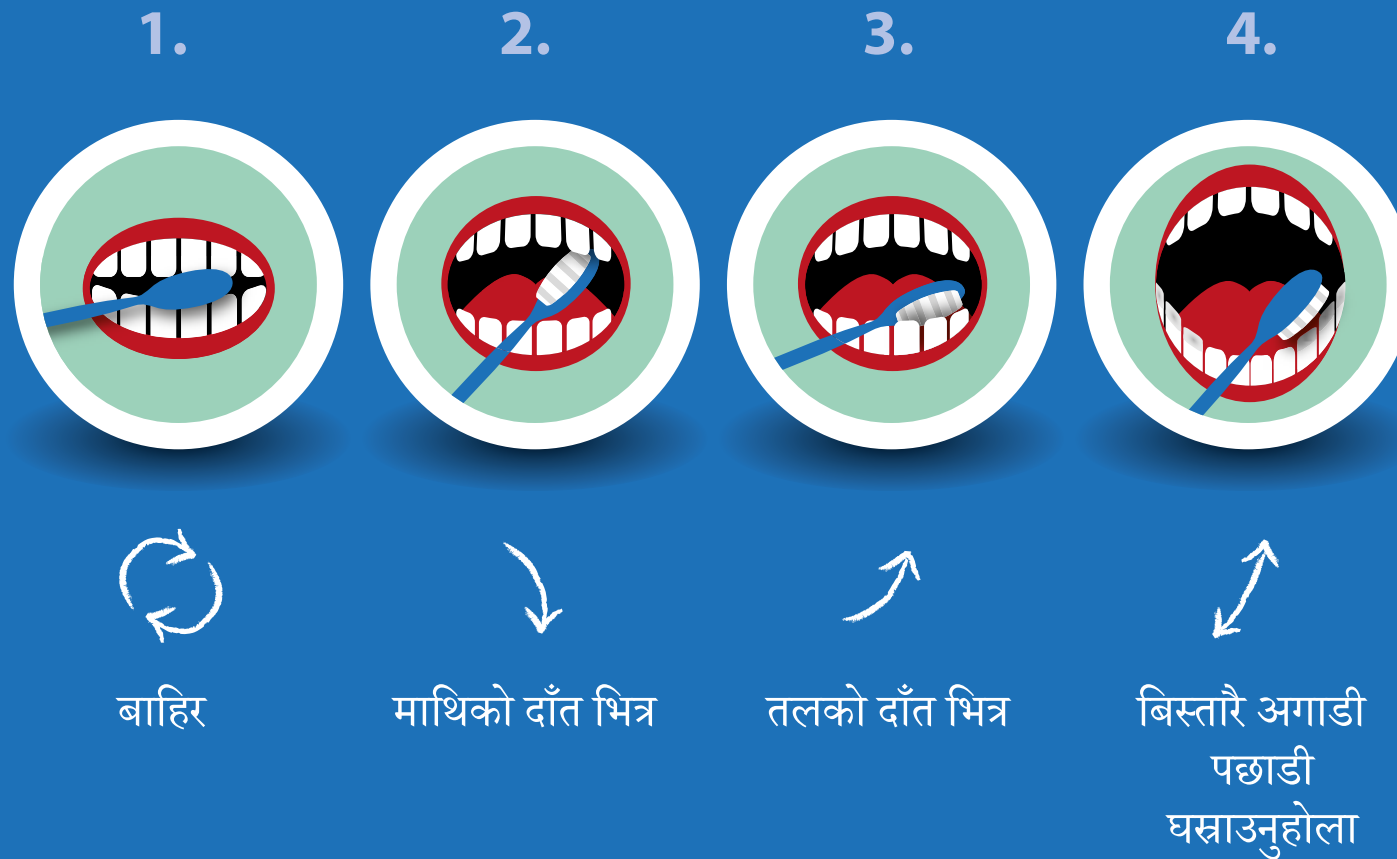 1.
2.
3.
4.
बाहिर
माथिको दाँत भित्र
तलको दाँत भित्र
बिस्तारै अगाडी
पछाडी
घस्राउनुहोला